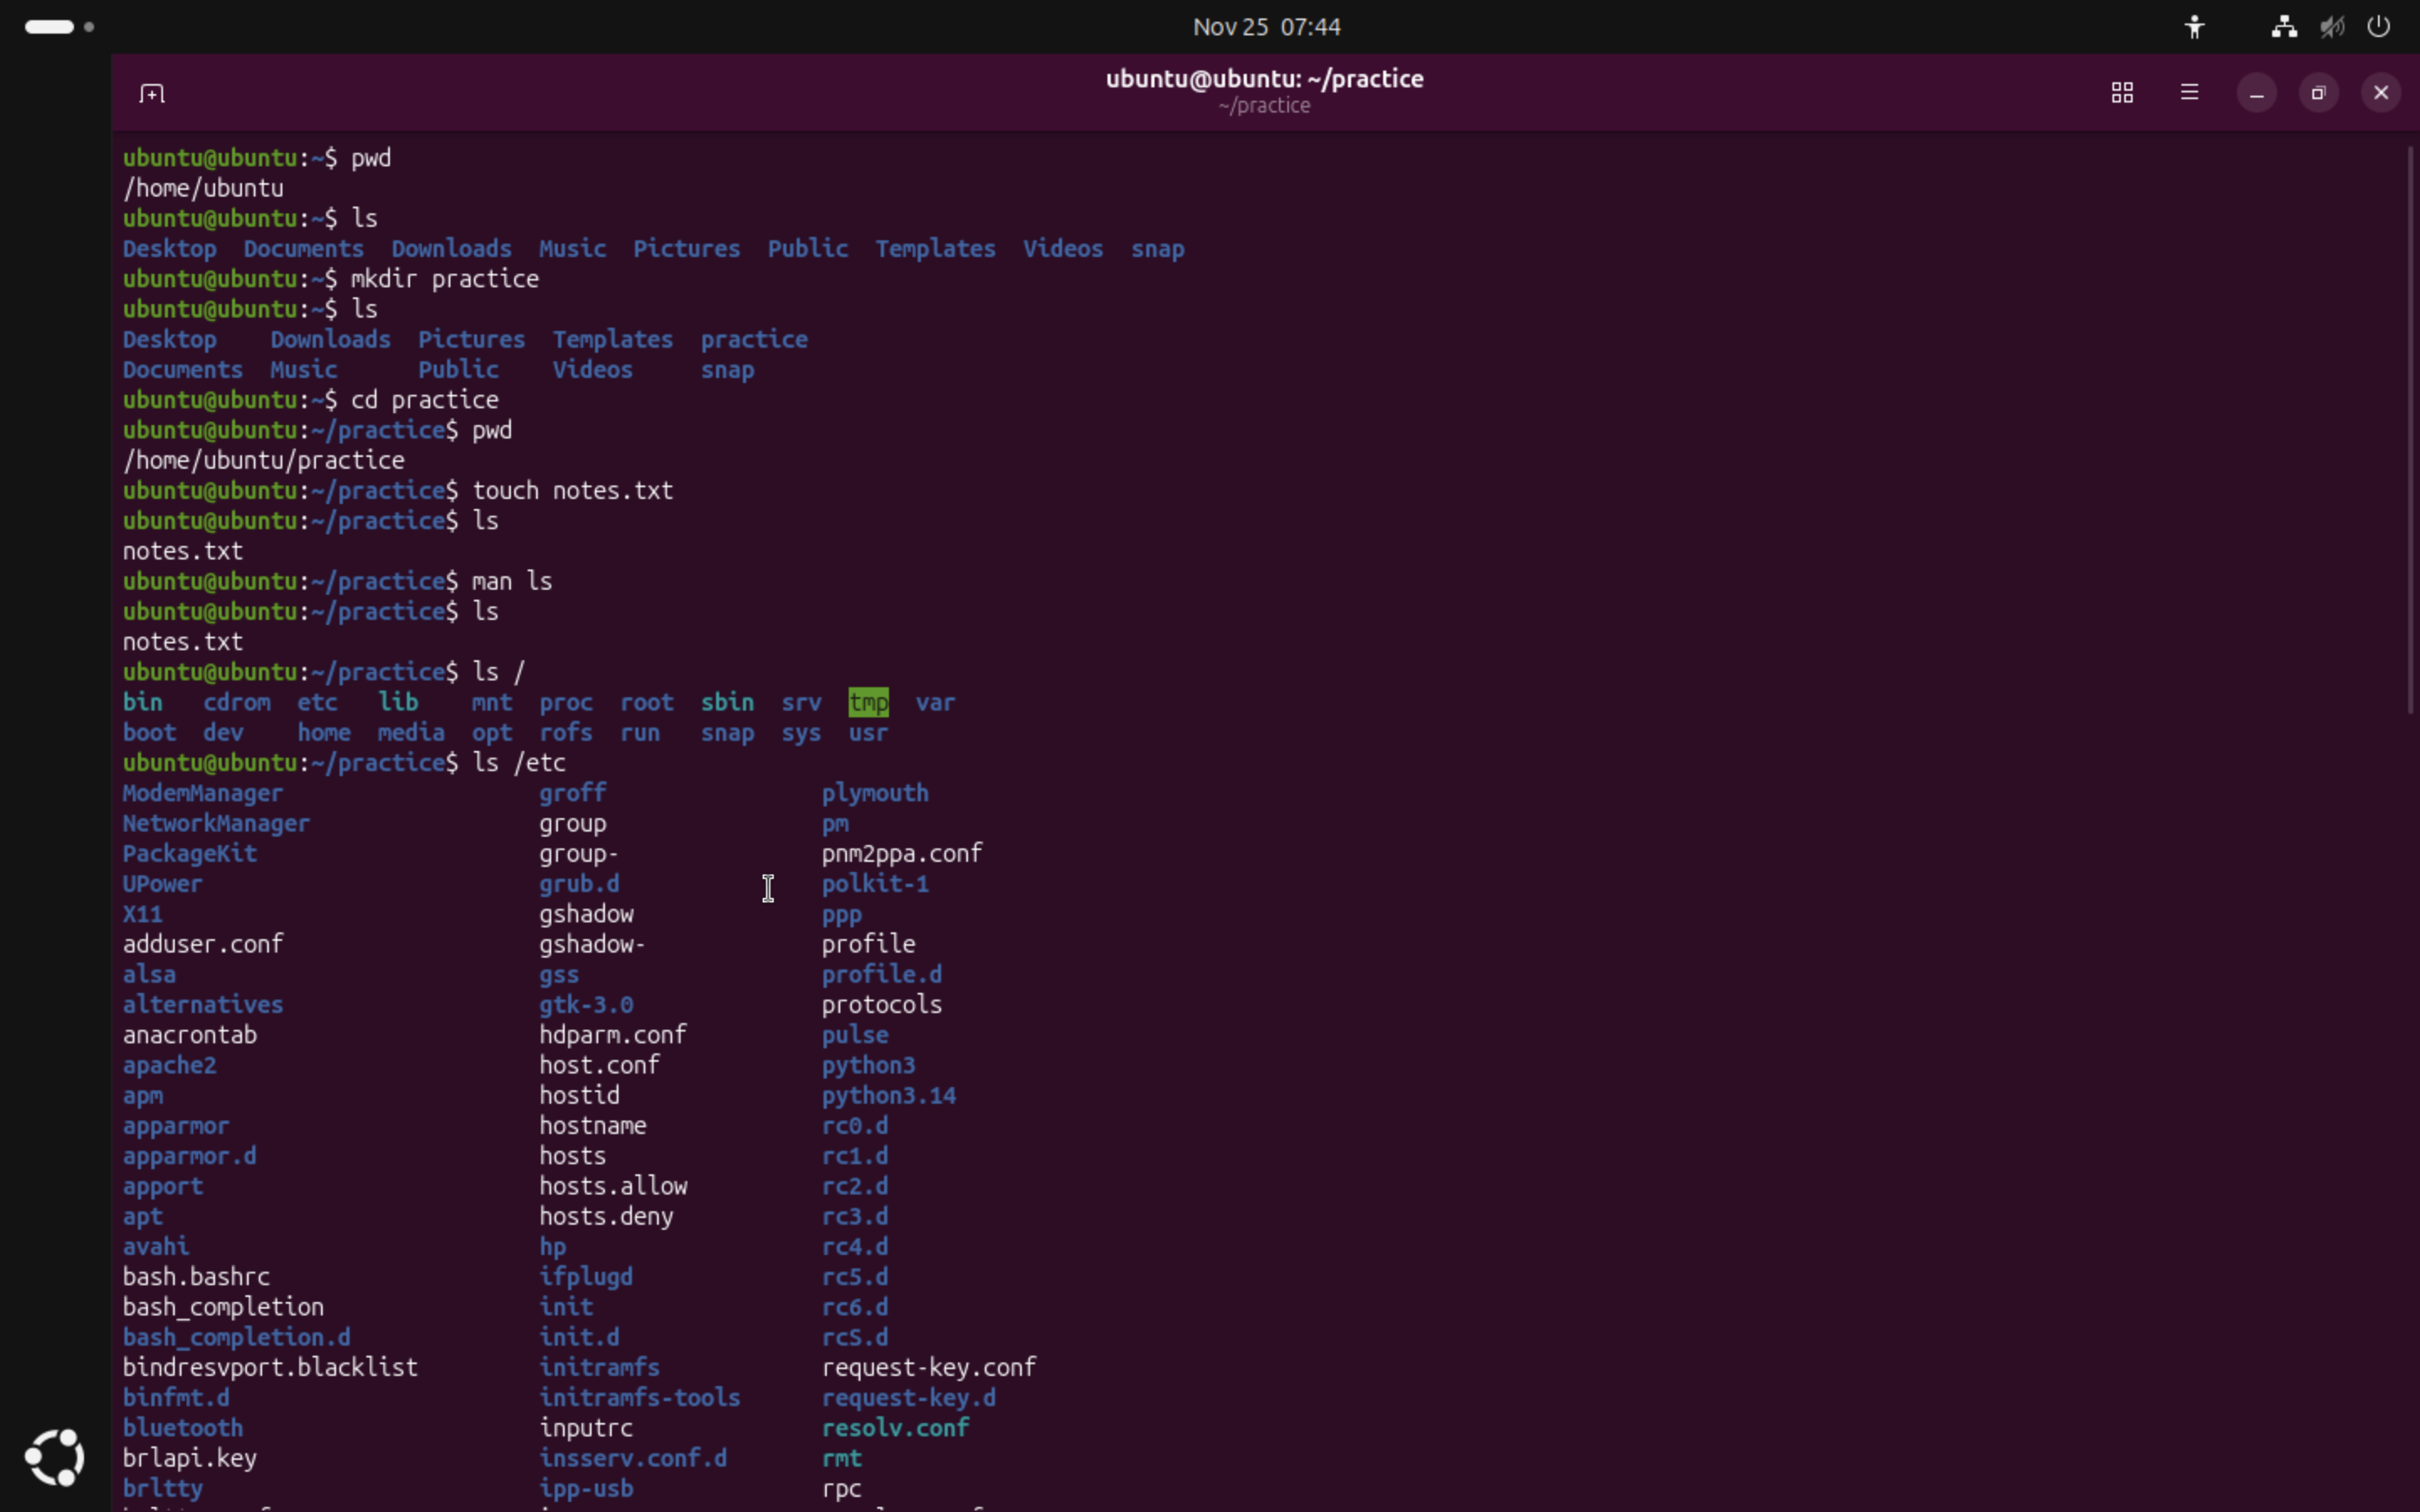 Nov 25 07:44
ubuntu@ubuntu: ~/practice
~/practice
ubuntu@ubuntu:~$ pwd
/home/ubuntu
ubuntu@ubuntu:~$ ls
Desktop Documents Downloads Music Pictures Public Templates Videos snap
ubuntu@ubuntu:~$ mkdir practice
ubuntu@ubuntu:~$ ls
Desktop Downloads Pictures Templates practice
Documents Music Public Videos snap
ubuntu@ubuntu:~$ cd practice
ubuntu@ubuntu:~/practice$ pwd
/home/ubuntu/practice
ubuntu@ubuntu:~/practice$ touch notes.txt
ubuntu@ubuntu:~/practice$ ls
notes.txt
ubuntu@ubuntu:~/practice$ man ls
ubuntu@ubuntu:~/practice$ ls
notes.txt
ubuntu@ubuntu:~/practice$ ls /
bin cdrom etc lib mnt proc root sbin srv tmp var
boot dev home media opt rofs run snap sys usr
ubuntu@ubuntu:~/practice$ ls /etc
ModemManager groff plymouth
NetworkManager group pm
PackageKit group- pnm2ppa.conf
UPower grub.d polkit-1
X11 gshadow ppp
adduser.conf gshadow- profile
alsa gss profile.d
alternatives gtk-3.0 protocols
anacrontab hdparm.conf pulse
apache2 host.conf python3
apm hostid python3.14
apparmor hostname rc0.d
apparmor.d hosts rc1.d
apport hosts.allow rc2.d
apt hosts.deny rc3.d
avahi hp rc4.d
bash.bashrc ifplugd rc5.d
bash_completion init rc6.d
bash_completion.d init.d rcS.d
bindresvport.blacklist initramfs request-key.conf
binfmt.d initramfs-tools request-key.d
bluetooth inputrc resolv.conf
brlapi.key insserv.conf.d rmt
brltty ipp-usb rpc